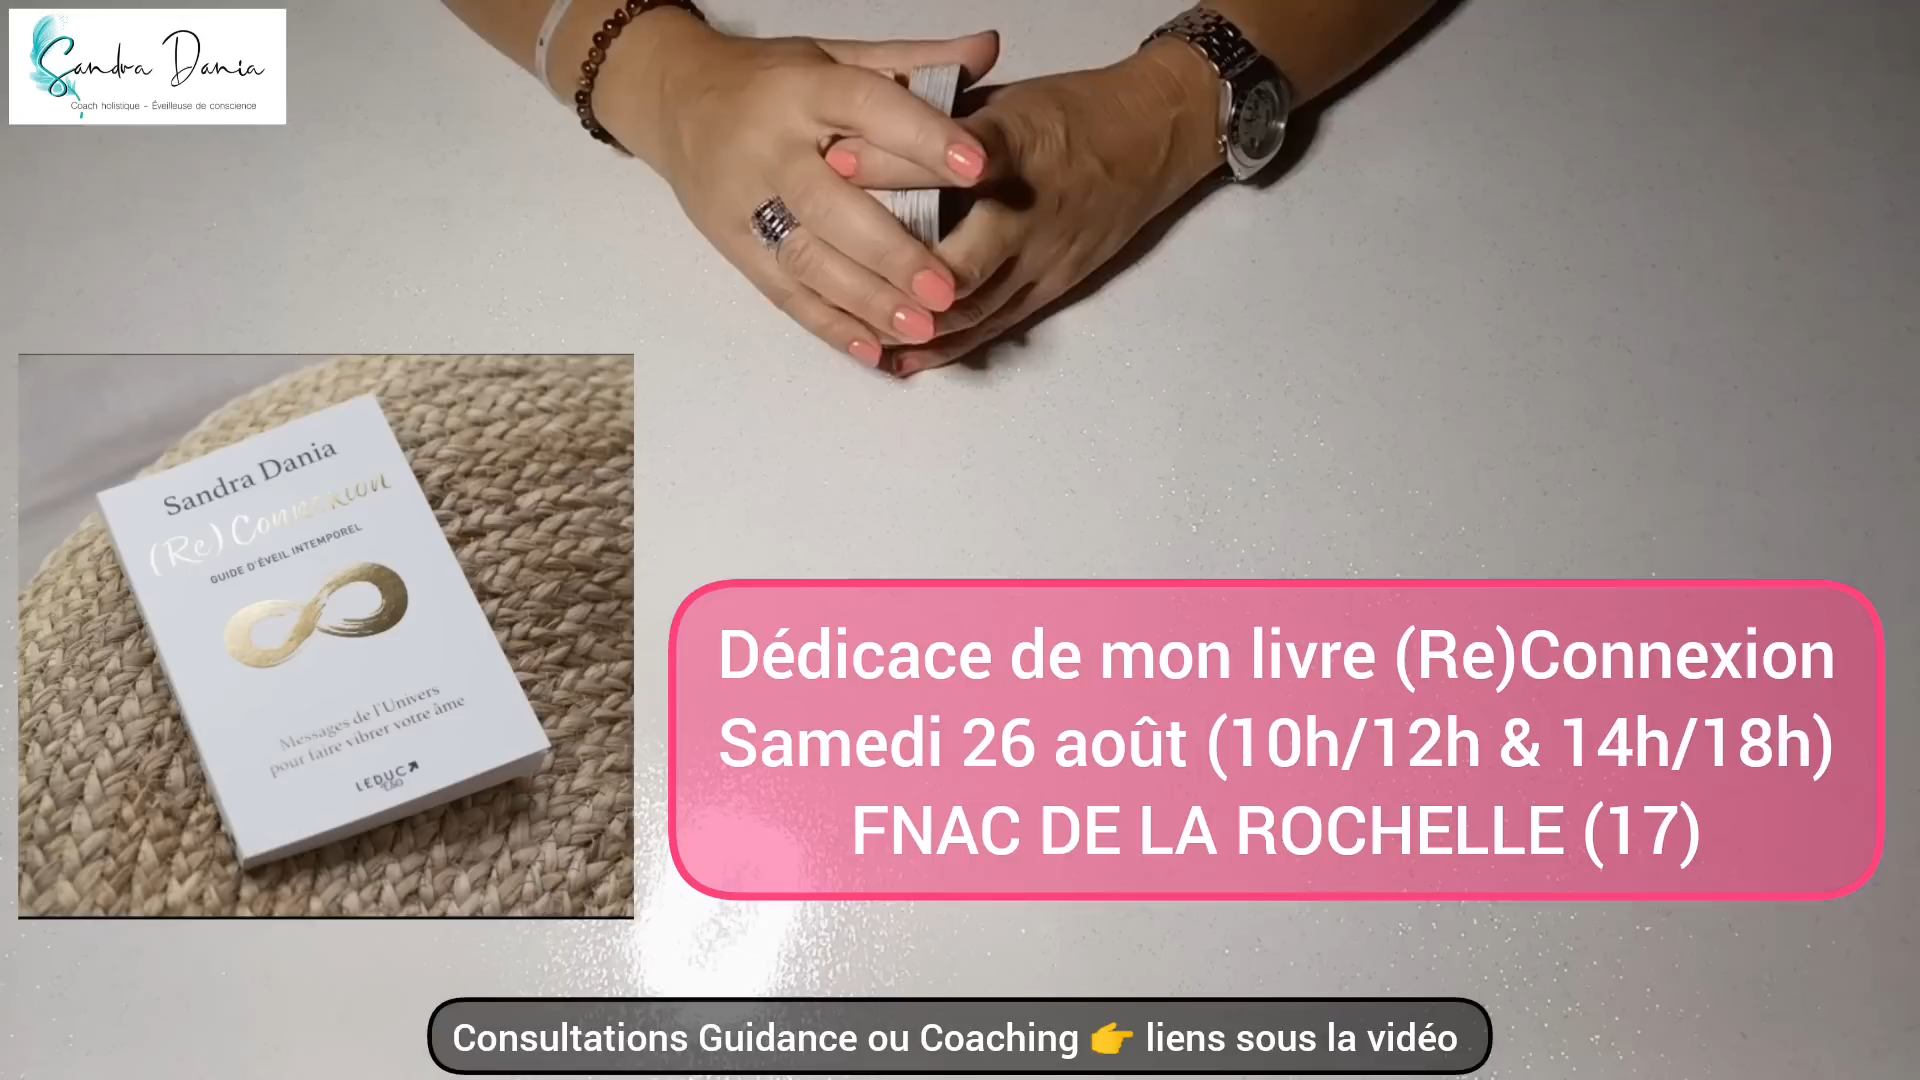 Sandra Dania
Coach holistique - Éveilleuse de conscience
Sandra Dania
(Re)Connexion
GUIDE D'ÉVEIL INTEMPOREL
Messages de l'Univers
pour faire vibrer votre âme
LEDUC
Dédicace de mon livre (Re)Connexion
Samedi 26 août (10h/12h & 14h/18h)
FNAC DE LA ROCHELLE (17)
Consultations Guidance ou Coaching 👉 liens sous la vidéo